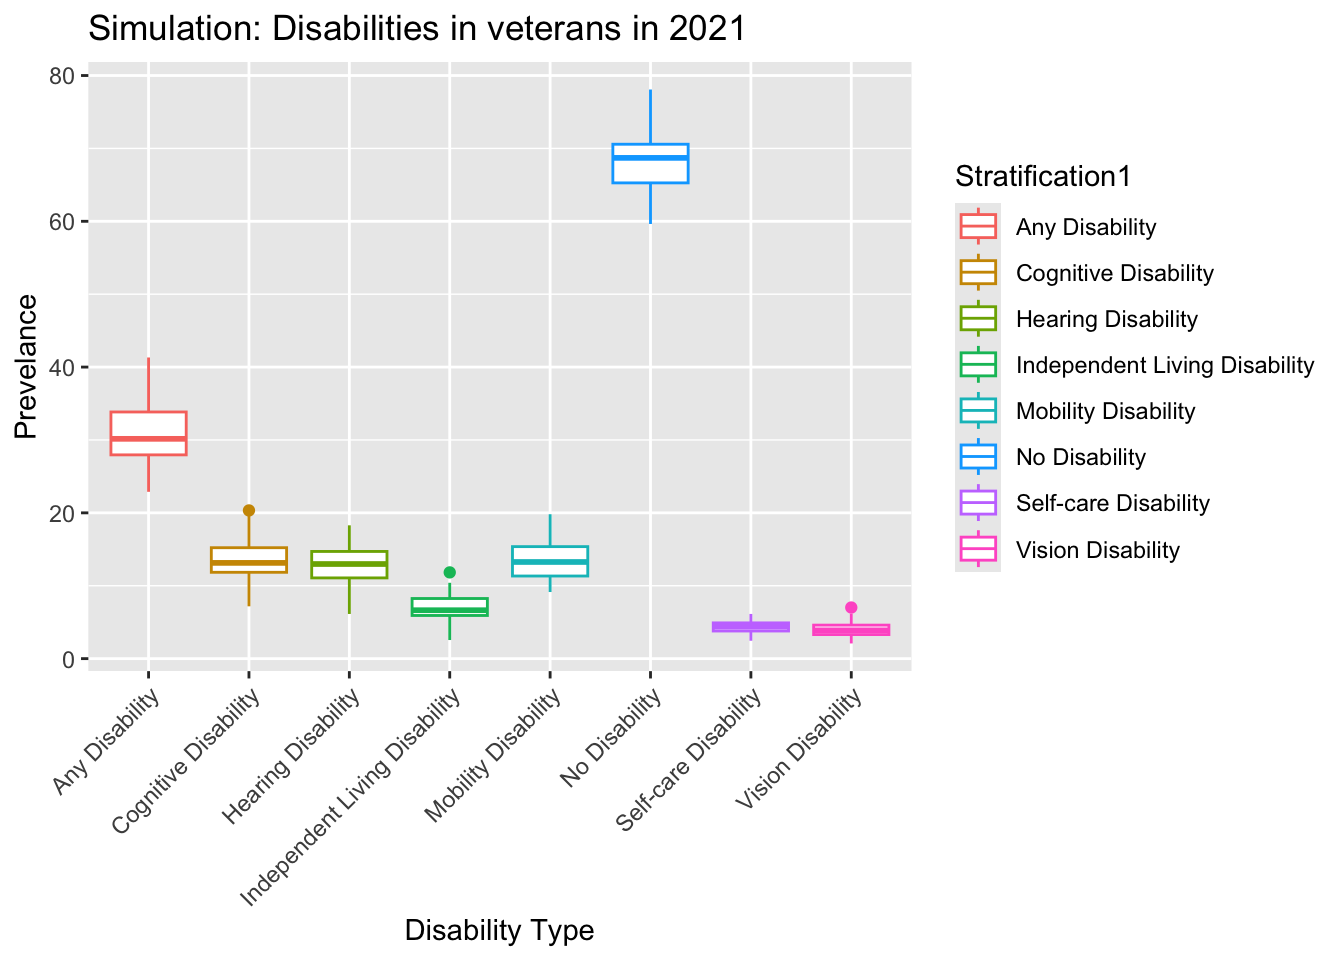 Simulation: Disabilities in veterans in 2021
Prevelance
80
60
40
20
0
Any Disability
Cognitive Disability
Hearing Disability
Independent Living Disability
Mobility Disability
No Disability
Self-care Disability
Vision Disability
Disability Type
Stratification1
Any Disability
Cognitive Disability
Hearing Disability
Independent Living Disability
Mobility Disability
No Disability
Self-care Disability
Vision Disability